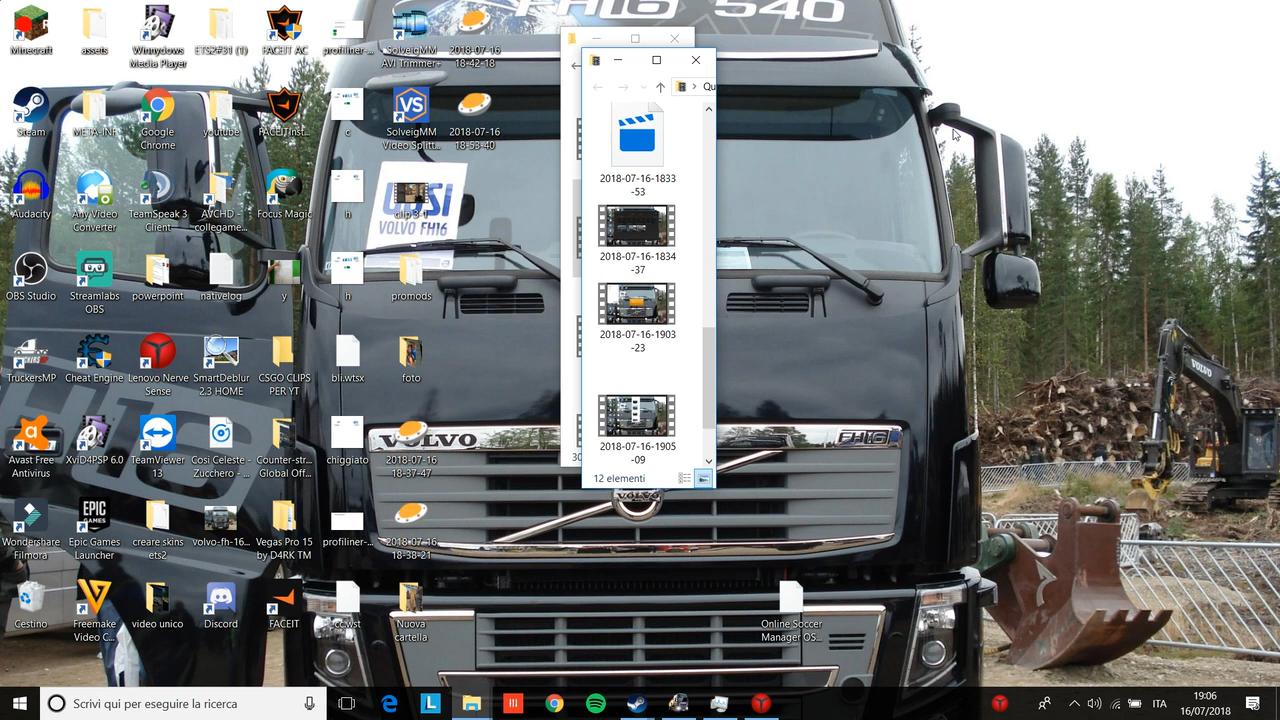 FH16 540
Minecraft
assets
Winnydows
Media Player
ETS2#31 (1)
FACEIT AC
profiliner-...
SolveigMM
AVI Trimmer+
2018-07-16
18-42-18
Steam
META-INF
Google
Chrome
youtube
FACEITInst...
c
SolveigMM
Video Splitt...
2018-07-16
18-53-40
Audacity
Any Video
Converter
TeamSpeak 3
Client
AVCHD -
collegame...
Focus Magic
h
clip 3-1
UUSI
VOLVO FH16
OBS Studio
Streamlabs
OBS
powerpoint
nativelog
y
h
promods
TruckersMP
Cheat Engine
Lenovo Nerve
Sense
SmartDeblur
2.3 HOME
CSGO CLIPS
PER YT
bli.wtsx
foto
Avast Free
Antivirus
XviD4PSP 6.0
TeamViewer
13
Così Celeste -
Zucchero - ...
Counter-str...
Global Off...
chiggiato
2018-07-16
18-37-47
Wondershare
Filmora
Epic Games
Launcher
creare skins
ets2
volvo-fh-16...
Vegas Pro 15
by D4RK TM
profiliner-...
2018-07-16
18-38-21
Cestino
Freemake
Video C...
video unico
Discord
FACEIT
cc.wst
Nuova
cartella
Online Soccer
Manager OS...
Qu
2018-07-16-1833
-53
2018-07-16-1834
-37
2018-07-16-1903
-23
2018-07-16-1905
-09
12 elementi
30
VOLVO
FH16
VOLVO
VOLVO
Scrivi qui per eseguire la ricerca
ITA
19:06
16/07/2018